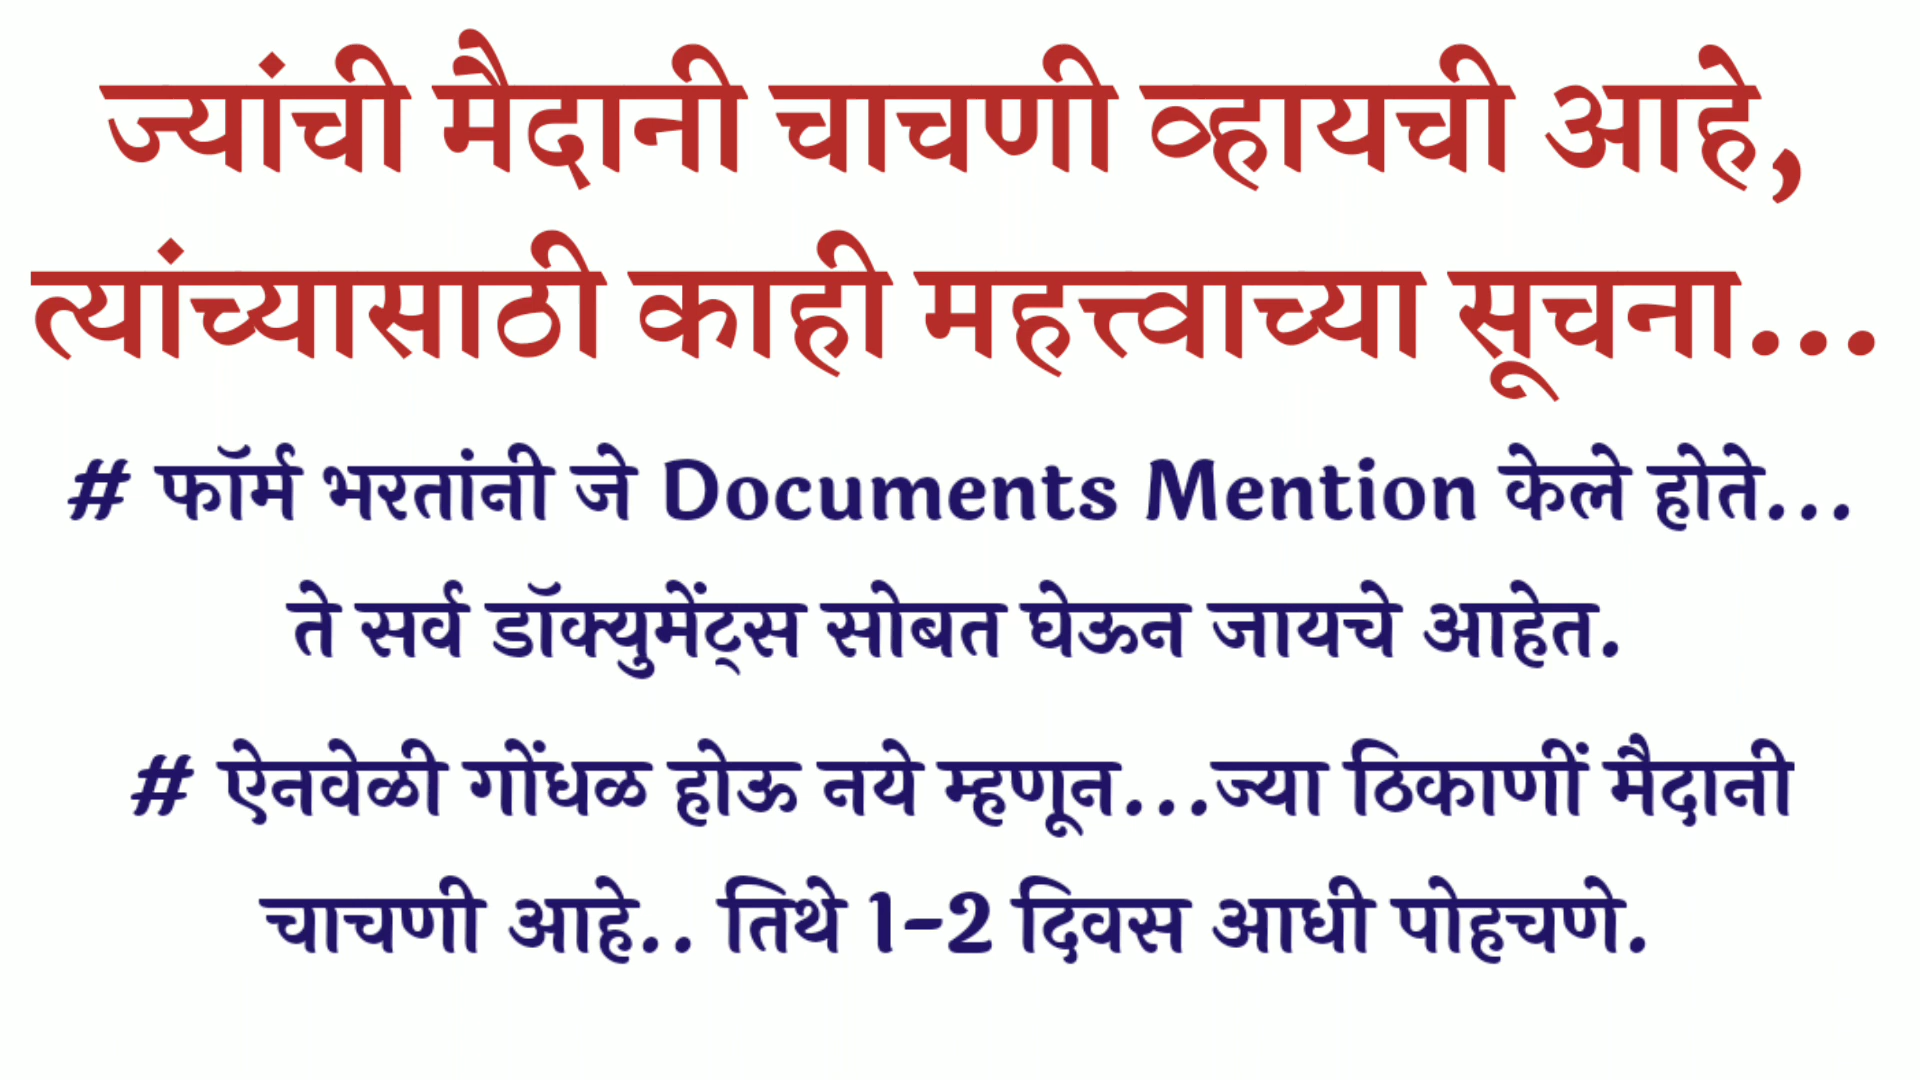 ज्यांची मैदानी चाचणी व्हायची आहे,
त्यांच्यासाठी काही महत्त्वाच्या सूचना...
# फॉर्म भरतांनी जे Documents Mention केले होते...
ते सर्व डॉक्युमेंट्स सोबत घेऊन जायचे आहेत.
# ऐनवेळी गोंधळ होऊ नये म्हणून...ज्या ठिकाणीं मैदानी
चाचणी आहे.. तिथे 1-2 दिवस आधी पोहचणे.